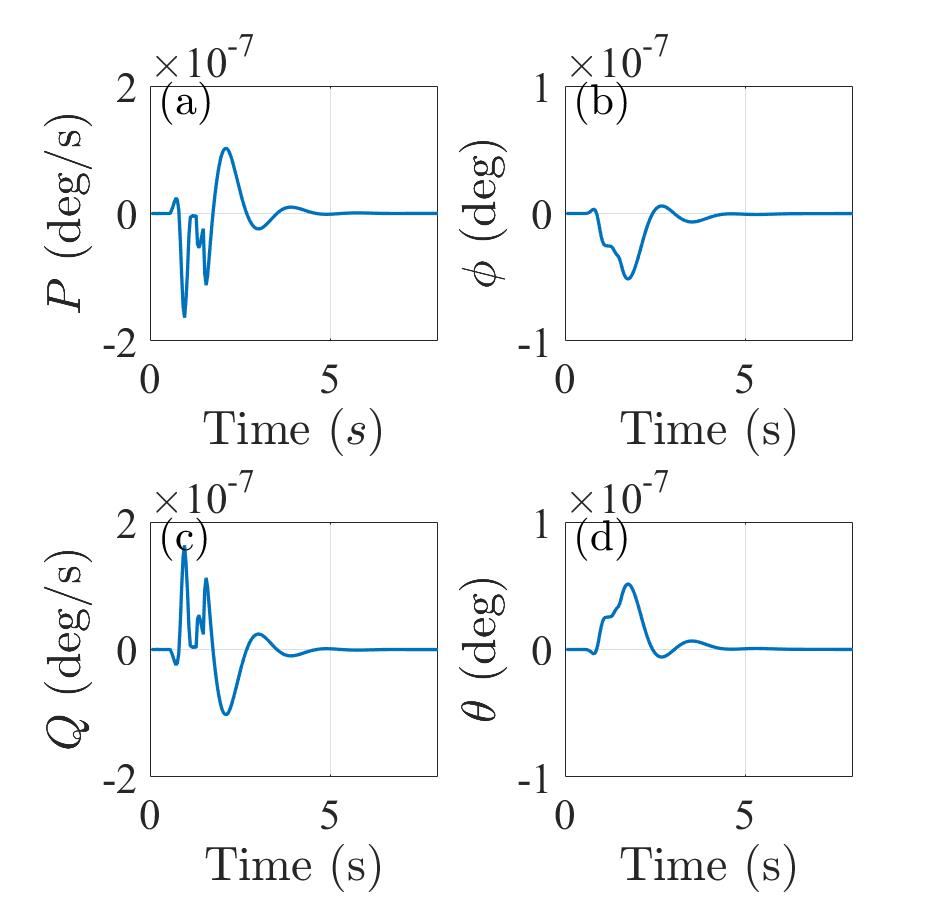 ×10⁻⁷ ×10⁻⁷
2 (a) 1 (b)
P (deg/s) ϕ (deg)
0 0
-2 -1
0 5 0 5
Time (s) Time (s)
×10⁻⁷ ×10⁻⁷
2 (c) 1 (d)
Q (deg/s) θ (deg)
0 0
-2 -1
0 5 0 5
Time (s) Time (s)